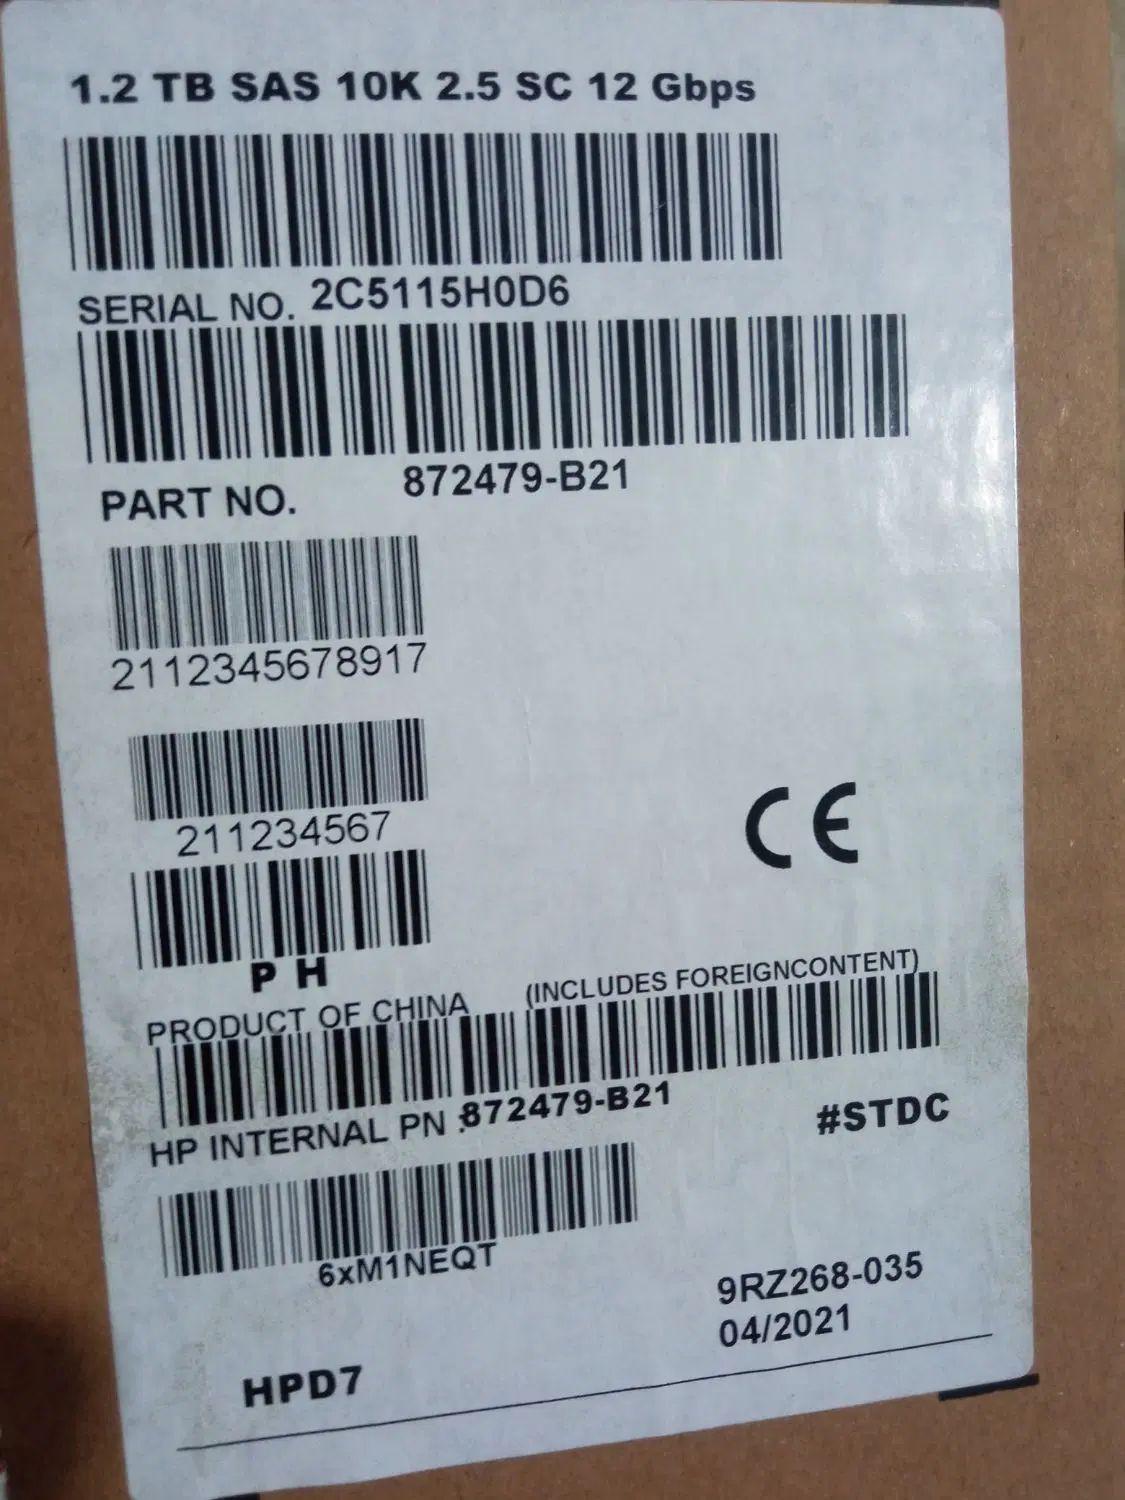 1.2 TB SAS 10K 2.5 SC 12 Gbps
SERIAL NO. 2C5115H0D6
PART NO. 872479-B21
2112345678917
211234567
P H
PRODUCT OF CHINA (INCLUDES FOREIGNCONTENT)
HP INTERNAL PN :872479-B21
#STDC
6xM1NEQT
9RZ268-035
04/2021
HPD7
CE